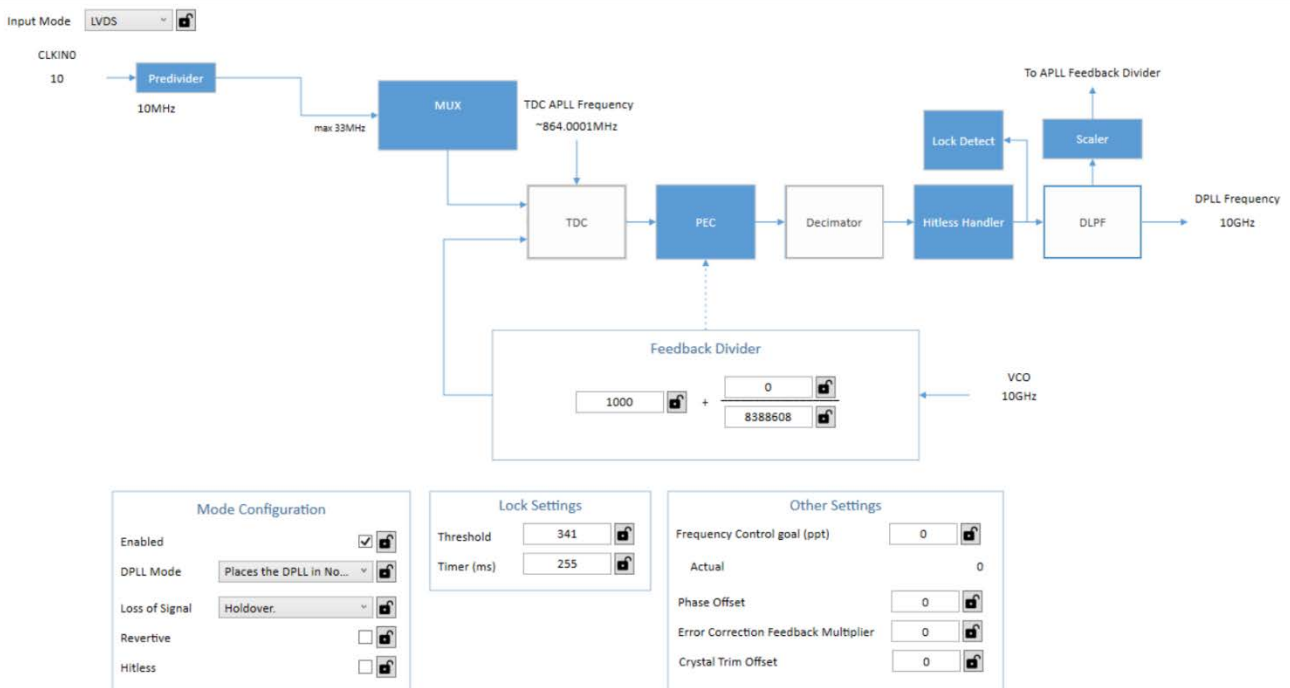 Input Mode LVDS
CLKIN0
10
Predivider
10MHz
max 33MHz
MUX
TDC APLL Frequency
~864.0001MHz
To APLL Feedback Divider
Lock Detect
Scaler
TDC
PEC
Decimator
Hitless Handler
DLPF
DPLL Frequency
10GHz
Feedback Divider
1000 + 0
8388608
VCO
10GHz
Mode Configuration
Enabled
DPLL Mode Places the DPLL in No...
Loss of Signal Holdover.
Revertive
Hitless
Lock Settings
Threshold 341
Timer (ms) 255
Other Settings
Frequency Control goal (ppt) 0
Actual 0
Phase Offset 0
Error Correction Feedback Multiplier 0
Crystal Trim Offset 0